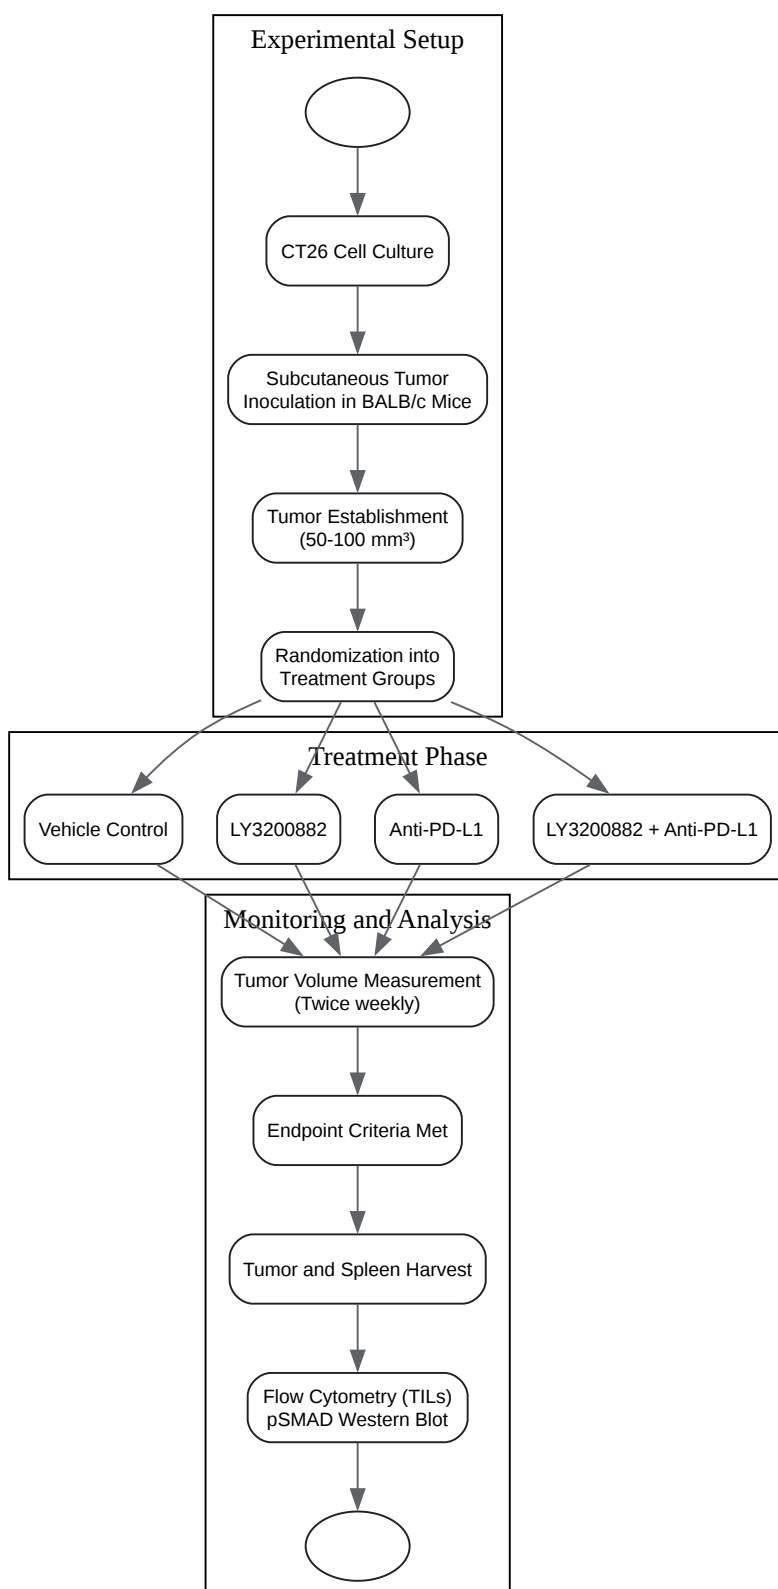 Experimental Setup
CT26 Cell Culture
Subcutaneous Tumor
Inoculation in BALB/c Mice
Tumor Establishment
(50-100 mm³)
Randomization into
Treatment Groups
Treatment Phase
Vehicle Control
LY3200882
Anti-PD-L1
LY3200882 + Anti-PD-L1
Monitoring and Analysis
Tumor Volume Measurement
(Twice weekly)
Endpoint Criteria Met
Tumor and Spleen Harvest
Flow Cytometry (TILs)
pSMAD Western Blot